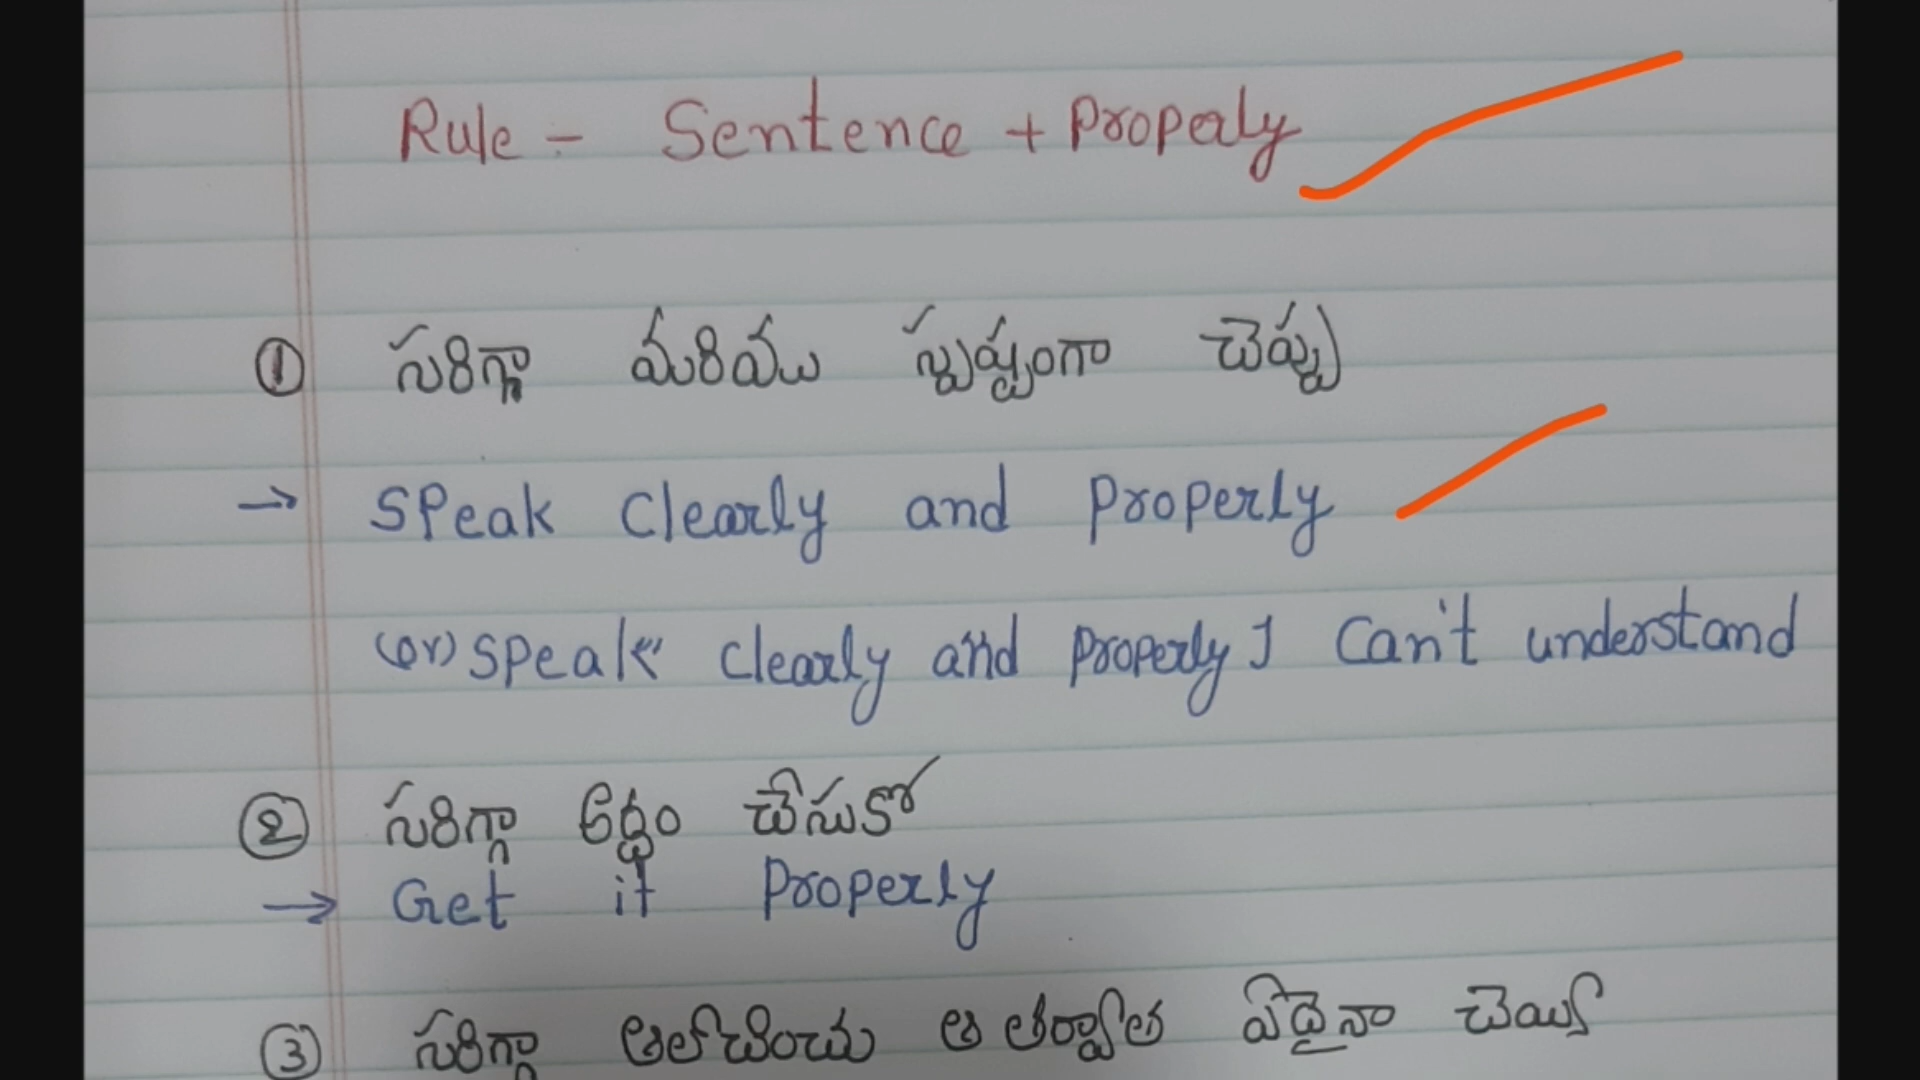 Rule - Sentence + Properly
① సరిగ్గా మరియు స్పష్టంగా చెప్పు
→ Speak Clearly and Properly
(or) Speak Clearly and Properly I Can't understand
② సరిగ్గా అర్థం చేసుకో
→ Get it Properly
③ సరిగ్గా ఆలోచించు ఆ తర్వాత ఏదైనా చెయ్